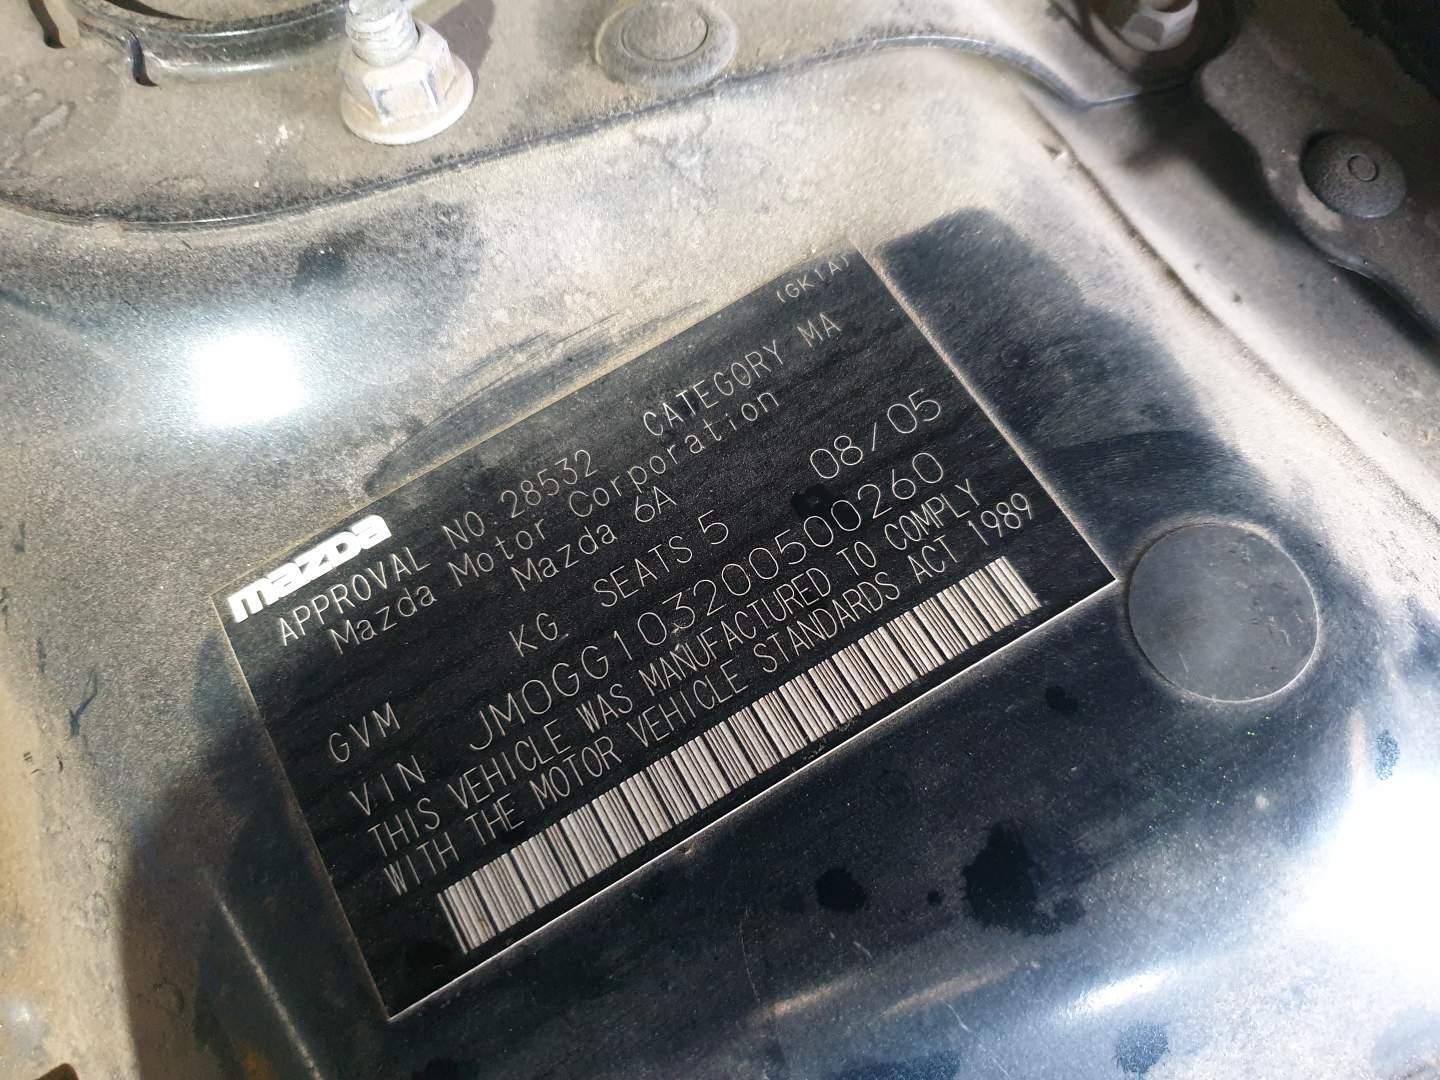 mazda
(GK1A)
APPROVAL NO. 28532 CATEGORY MA
Mazda Motor Corporation
Mazda 6A
08/05
GVM KG SEATS 5
VIN JM0GG103200500260
THIS VEHICLE WAS MANUFACTURED TO COMPLY
WITH THE MOTOR VEHICLE STANDARDS ACT 1989